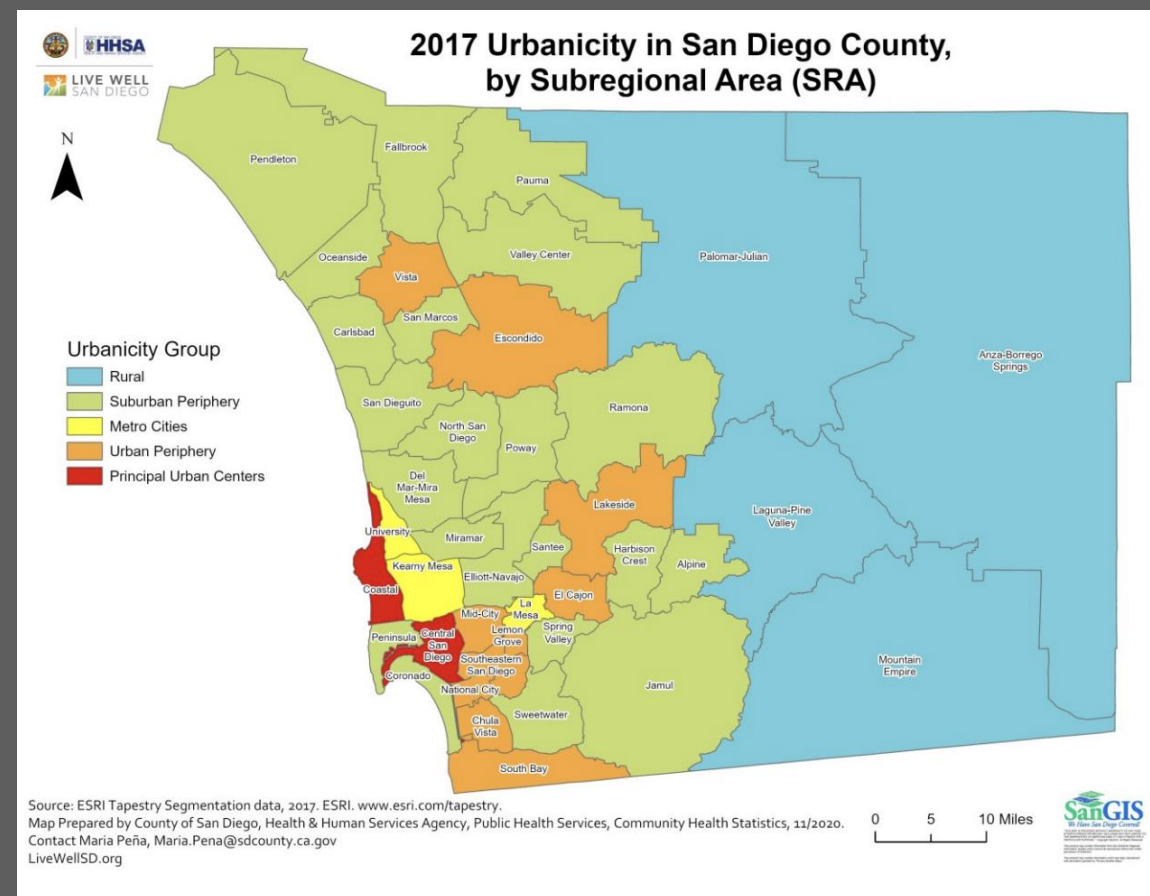 HHSA
LIVE WELL
SAN DIEGO
2017 Urbanicity in San Diego County,
by Subregional Area (SRA)
N
Pendleton
Fallbrook
Pauma
Oceanside
Vista
Valley Center
Palomar-Julian
Carlsbad
San Marcos
Escondido
Anza-Borrego
Springs
Urbanicity Group
Rural
Suburban Periphery
Metro Cities
Urban Periphery
Principal Urban Centers
San Dieguito
North San
Diego
Poway
Ramona
Del
Mar-Mira
Mesa
Lakeside
Laguna-Pine
Valley
University
Miramar
Santee
Harbison
Crest
Alpine
Kearny Mesa
Elliott-Navajo
Coastal
El Cajon
La
Mesa
Mid-City
Lemon
Grove
Spring
Valley
Peninsula
Central
San
Diego
Southeastern
San Diego
Coronado
National City
Jamul
Mountain
Empire
Sweetwater
Chula
Vista
South Bay
Source: ESRI Tapestry Segmentation data, 2017. ESRI. www.esri.com/tapestry.
Map Prepared by County of San Diego, Health & Human Services Agency, Public Health Services, Community Health Statistics, 11/2020.
Contact Maria Peña, Maria.Pena@sdcounty.ca.gov
LiveWellSD.org
0 5 10 Miles
SanGIS
We Have San Diego Covered!